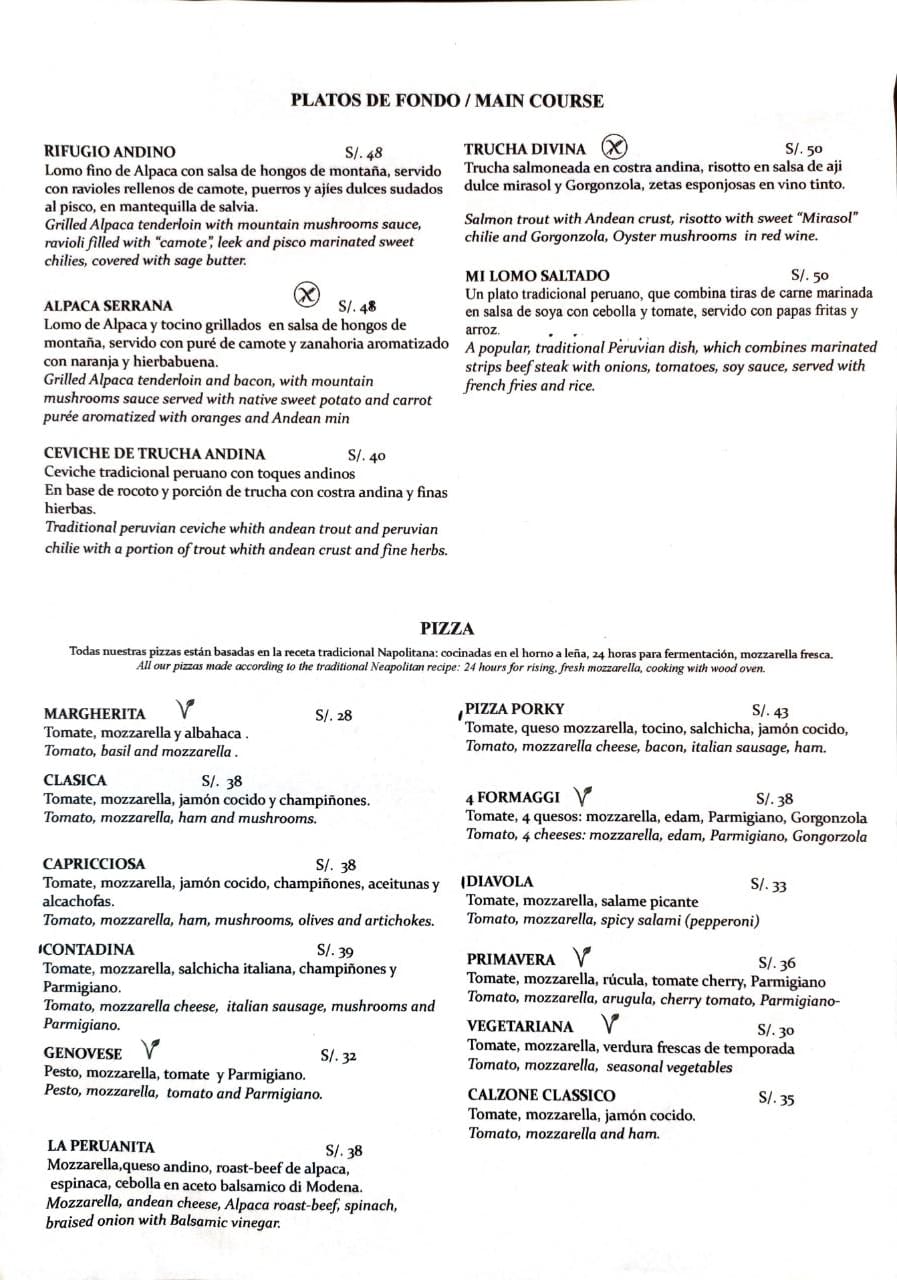 PLATOS DE FONDO / MAIN COURSE
RIFUGIO ANDINO S/. 48
Lomo fino de Alpaca con salsa de hongos de montaña, servido
con ravioles rellenos de camote, puerros y ajíes dulces sudados
al pisco, en mantequilla de salvia.
Grilled Alpaca tenderloin with mountain mushrooms sauce,
ravioli filled with “camote”, leek and pisco marinated sweet
chilies, covered with sage butter.
ALPACA SERRANA S/. 48
Lomo de Alpaca y tocino grillados en salsa de hongos de
montaña, servido con puré de camote y zanahoria aromatizado
con naranja y hierbabuena.
Grilled Alpaca tenderloin and bacon, with mountain
mushrooms sauce served with native sweet potato and carrot
purée aromatized with oranges and Andean min
CEVICHE DE TRUCHA ANDINA S/. 40
Ceviche tradicional peruano con toques andinos
En base de rocoto y porción de trucha con costra andina y finas
hierbas.
Traditional peruvian ceviche whith andean trout and peruvian
chilie with a portion of trout whith andean crust and fine herbs.
TRUCHA DIVINA S/. 50
Trucha salmoneada en costra andina, risotto en salsa de aji
dulce mirasol y Gorgonzola, zetas esponjosas en vino tinto.
Salmon trout with Andean crust, risotto with sweet “Mirasol”
chilie and Gorgonzola, Oyster mushrooms in red wine.
MI LOMO SALTADO S/. 50
Un plato tradicional peruano, que combina tiras de carne marinada
en salsa de soya con cebolla y tomate, servido con papas fritas y
arroz.
A popular, traditional Peruvian dish, which combines marinated
strips beef steak with onions, tomatoes, soy sauce, served with
french fries and rice.
PIZZA
Todas nuestras pizzas están basadas en la receta tradicional Napolitana: cocinadas en el horno a leña, 24 horas para fermentación, mozzarella fresca.
All our pizzas made according to the traditional Neapolitan recipe: 24 hours for rising, fresh mozzarella, cooking with wood oven.
MARGHERITA S/. 28
Tomate, mozzarella y albahaca .
Tomato, basil and mozzarella .
CLASICA S/. 38
Tomate, mozzarella, jamón cocido y champiñones.
Tomato, mozzarella, ham and mushrooms.
CAPRICCIOSA S/. 38
Tomate, mozzarella, jamón cocido, champiñones, aceitunas y
alcachofas.
Tomato, mozzarella, ham, mushrooms, olives and artichokes.
CONTADINA S/. 39
Tomate, mozzarella, salchicha italiana, champiñones y
Parmigiano.
Tomato, mozzarella cheese, italian sausage, mushrooms and
Parmigiano.
GENOVESE S/. 32
Pesto, mozzarella, tomate y Parmigiano.
Pesto, mozzarella, tomato and Parmigiano.
LA PERUANITA S/. 38
Mozzarella,queso andino, roast-beef de alpaca,
espinaca, cebolla en aceto balsamico di Modena.
Mozzarella, andean cheese, Alpaca roast-beef, spinach,
braised onion with Balsamic vinegar.
PIZZA PORKY S/. 43
Tomate, queso mozzarella, tocino, salchicha, jamón cocido,
Tomato, mozzarella cheese, bacon, italian sausage, ham.
4 FORMAGGI S/. 38
Tomate, 4 quesos: mozzarella, edam, Parmigiano, Gorgonzola
Tomato, 4 cheeses: mozzarella, edam, Parmigiano, Gongorzola
DIAVOLA S/. 33
Tomate, mozzarella, salame picante
Tomato, mozzarella, spicy salami (pepperoni)
PRIMAVERA S/. 36
Tomate, mozzarella, rúcula, tomate cherry, Parmigiano
Tomato, mozzarella, arugula, cherry tomato, Parmigiano-
VEGETARIANA S/. 30
Tomate, mozzarella, verdura frescas de temporada
Tomato, mozzarella, seasonal vegetables
CALZONE CLASSICO S/. 35
Tomate, mozzarella, jamón cocido.
Tomato, mozzarella and ham.